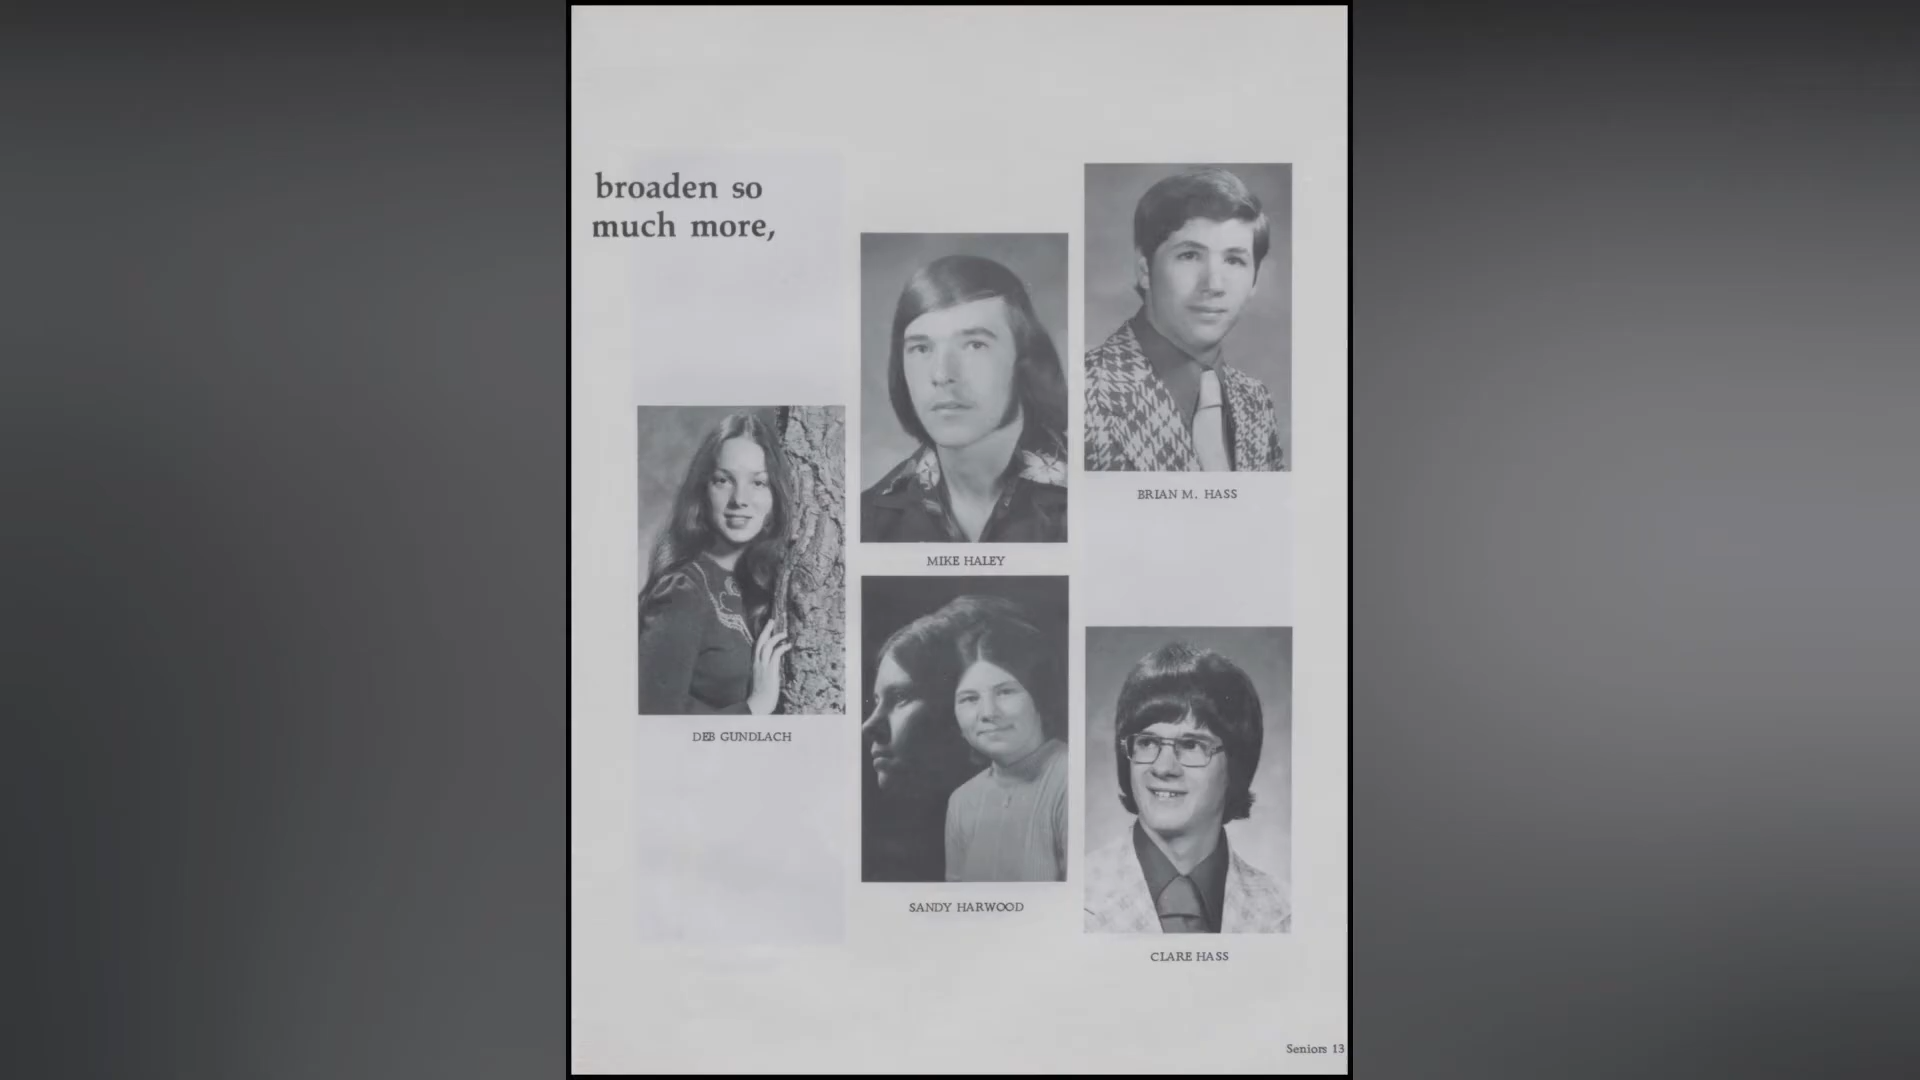 broaden so
much more,
BRIAN M. HASS
MIKE HALEY
DEB GUNDLACH
SANDY HARWOOD
CLARE HASS
Seniors 13